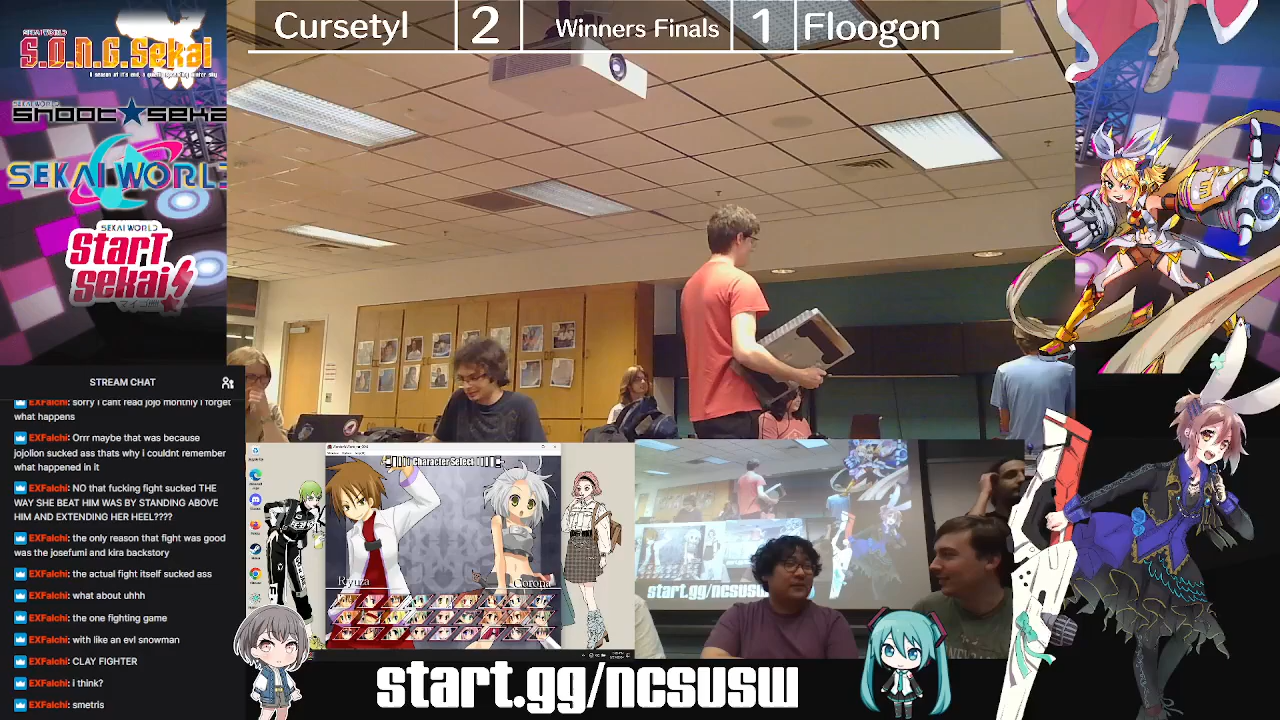 Cursetyl 2 Winners Finals 1 Floogon
SEKAI WORLD
S.O.N.G.Sekai
SEKAI WORLD
SHOOT★SEKA
SEKAI WORL
SEKAI WORLD
StarT
sekai
STREAM CHAT
EXFalchi: sorry i cant read jojo monthly i forget
what happens
EXFalchi: Orrr maybe that was because
jojolion sucked ass thats why i couldnt remember
what happened in it
EXFalchi: NO that fucking fight sucked THE
WAY SHE BEAT HIM WAS BY STANDING ABOVE
HIM AND EXTENDING HER HEEL????
EXFalchi: the only reason that fight was good
was the josefumi and kira backstory
EXFalchi: the actual fight itself sucked ass
EXFalchi: what about uhhh
EXFalchi: the one fighting game
EXFalchi: with like an evl snowman
EXFalchi: CLAY FIGHTER
EXFalchi: i think?
EXFalchi: smetris
Character Select
Ryuza
Coropa
start.gg/ncsusw
start.gg/ncsusw